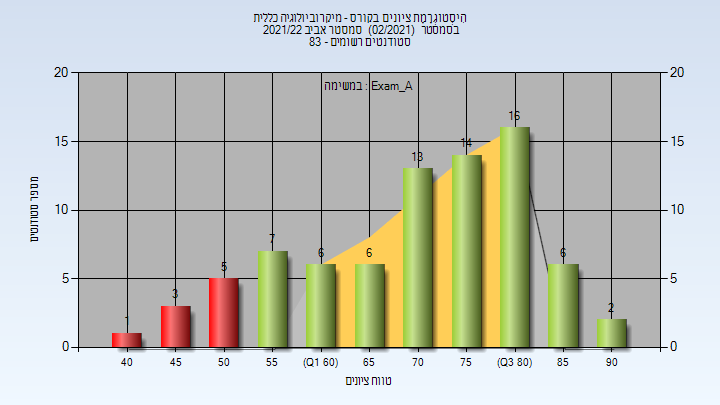 היסטוגרמת ציונים בקורס - מיקרוביולוגיה כללית
בסמסטר (02/2021) סמסטר אביב 2021/22
סטודנטים רשומים - 83
במשימה : Exam_A
20 20
15 15
10 10
5 5
0 0
1 3 5 7 6 6 13 14 16 6 2
מספר סטודנטים
40 45 50 55 (Q1 60) 65 70 75 (Q3 80) 85 90
טווח ציונים